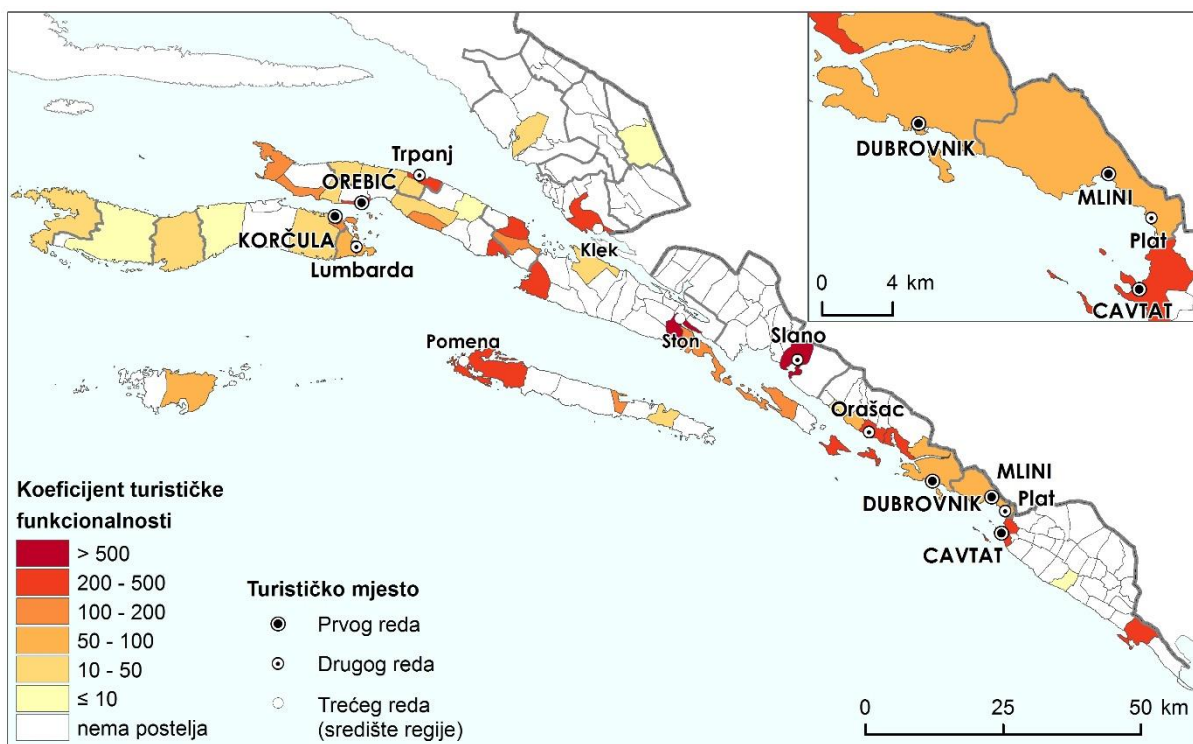 DUBROVNIK
MLINI
Plat
CAVTAT
0 4 km
Trpanj
OREBIĆ
KORČULA
Lumbarda
Klek
Pomena
Ston
Slano
Orašac
MLINI
Plat
DUBROVNIK
CAVTAT
Koeficijent turističke
funkcionalnosti
> 500
200 - 500
100 - 200
50 - 100
10 - 50
≤ 10
nema postelja
Turističko mjesto
Prvog reda
Drugog reda
Trećeg reda
(središte regije)
0 25 50 km